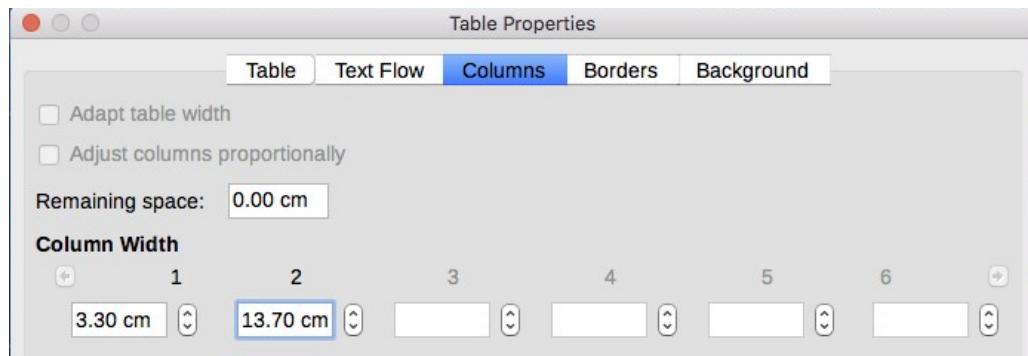 Table Properties
Table Text Flow Columns Borders Background
Adapt table width
Adjust columns proportionally
Remaining space: 0.00 cm
Column Width
1 2 3 4 5 6
3.30 cm 13.70 cm